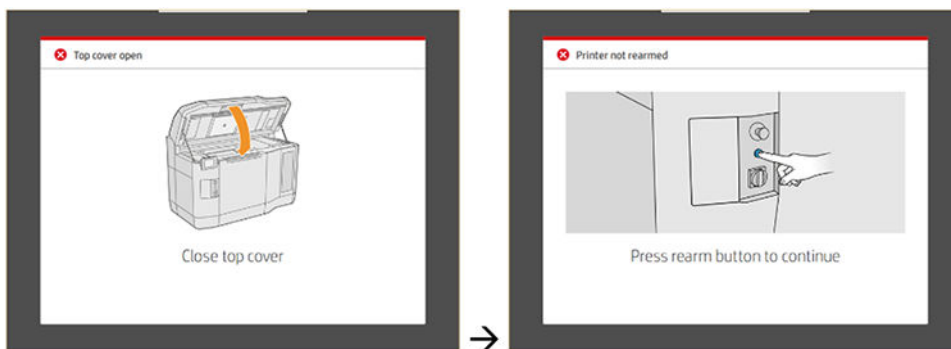 Top cover open
Close top cover
Printer not rearmed
Press rearm button to continue